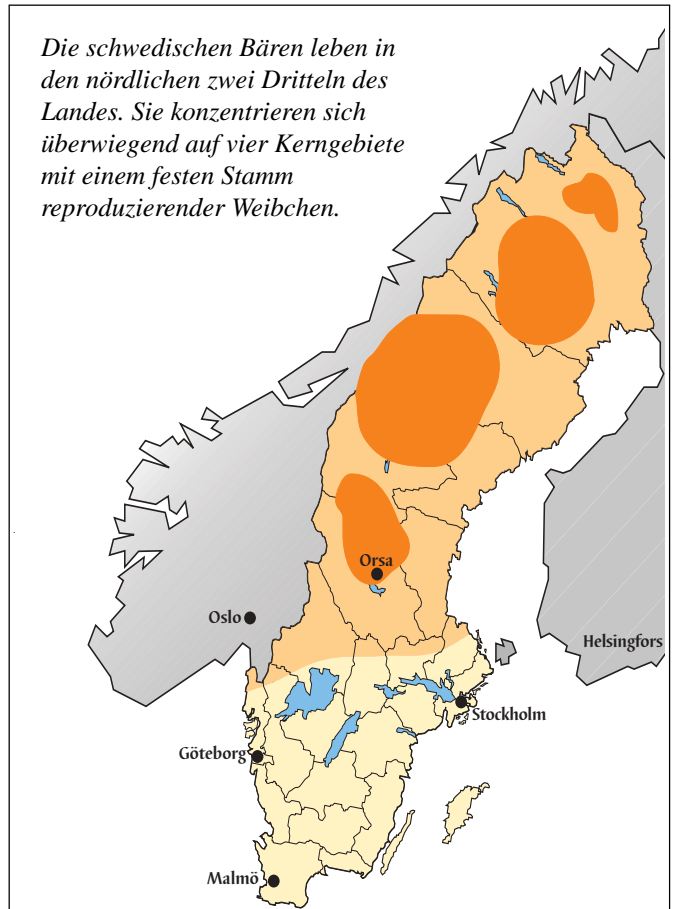 Die schwedischen Bären leben in
den nördlichen zwei Dritteln des
Landes. Sie konzentrieren sich
überwiegend auf vier Kerngebiete
mit einem festen Stamm
reproduzierender Weibchen.
Orsa
Oslo
Helsingfors
Stockholm
Göteborg
Malmö